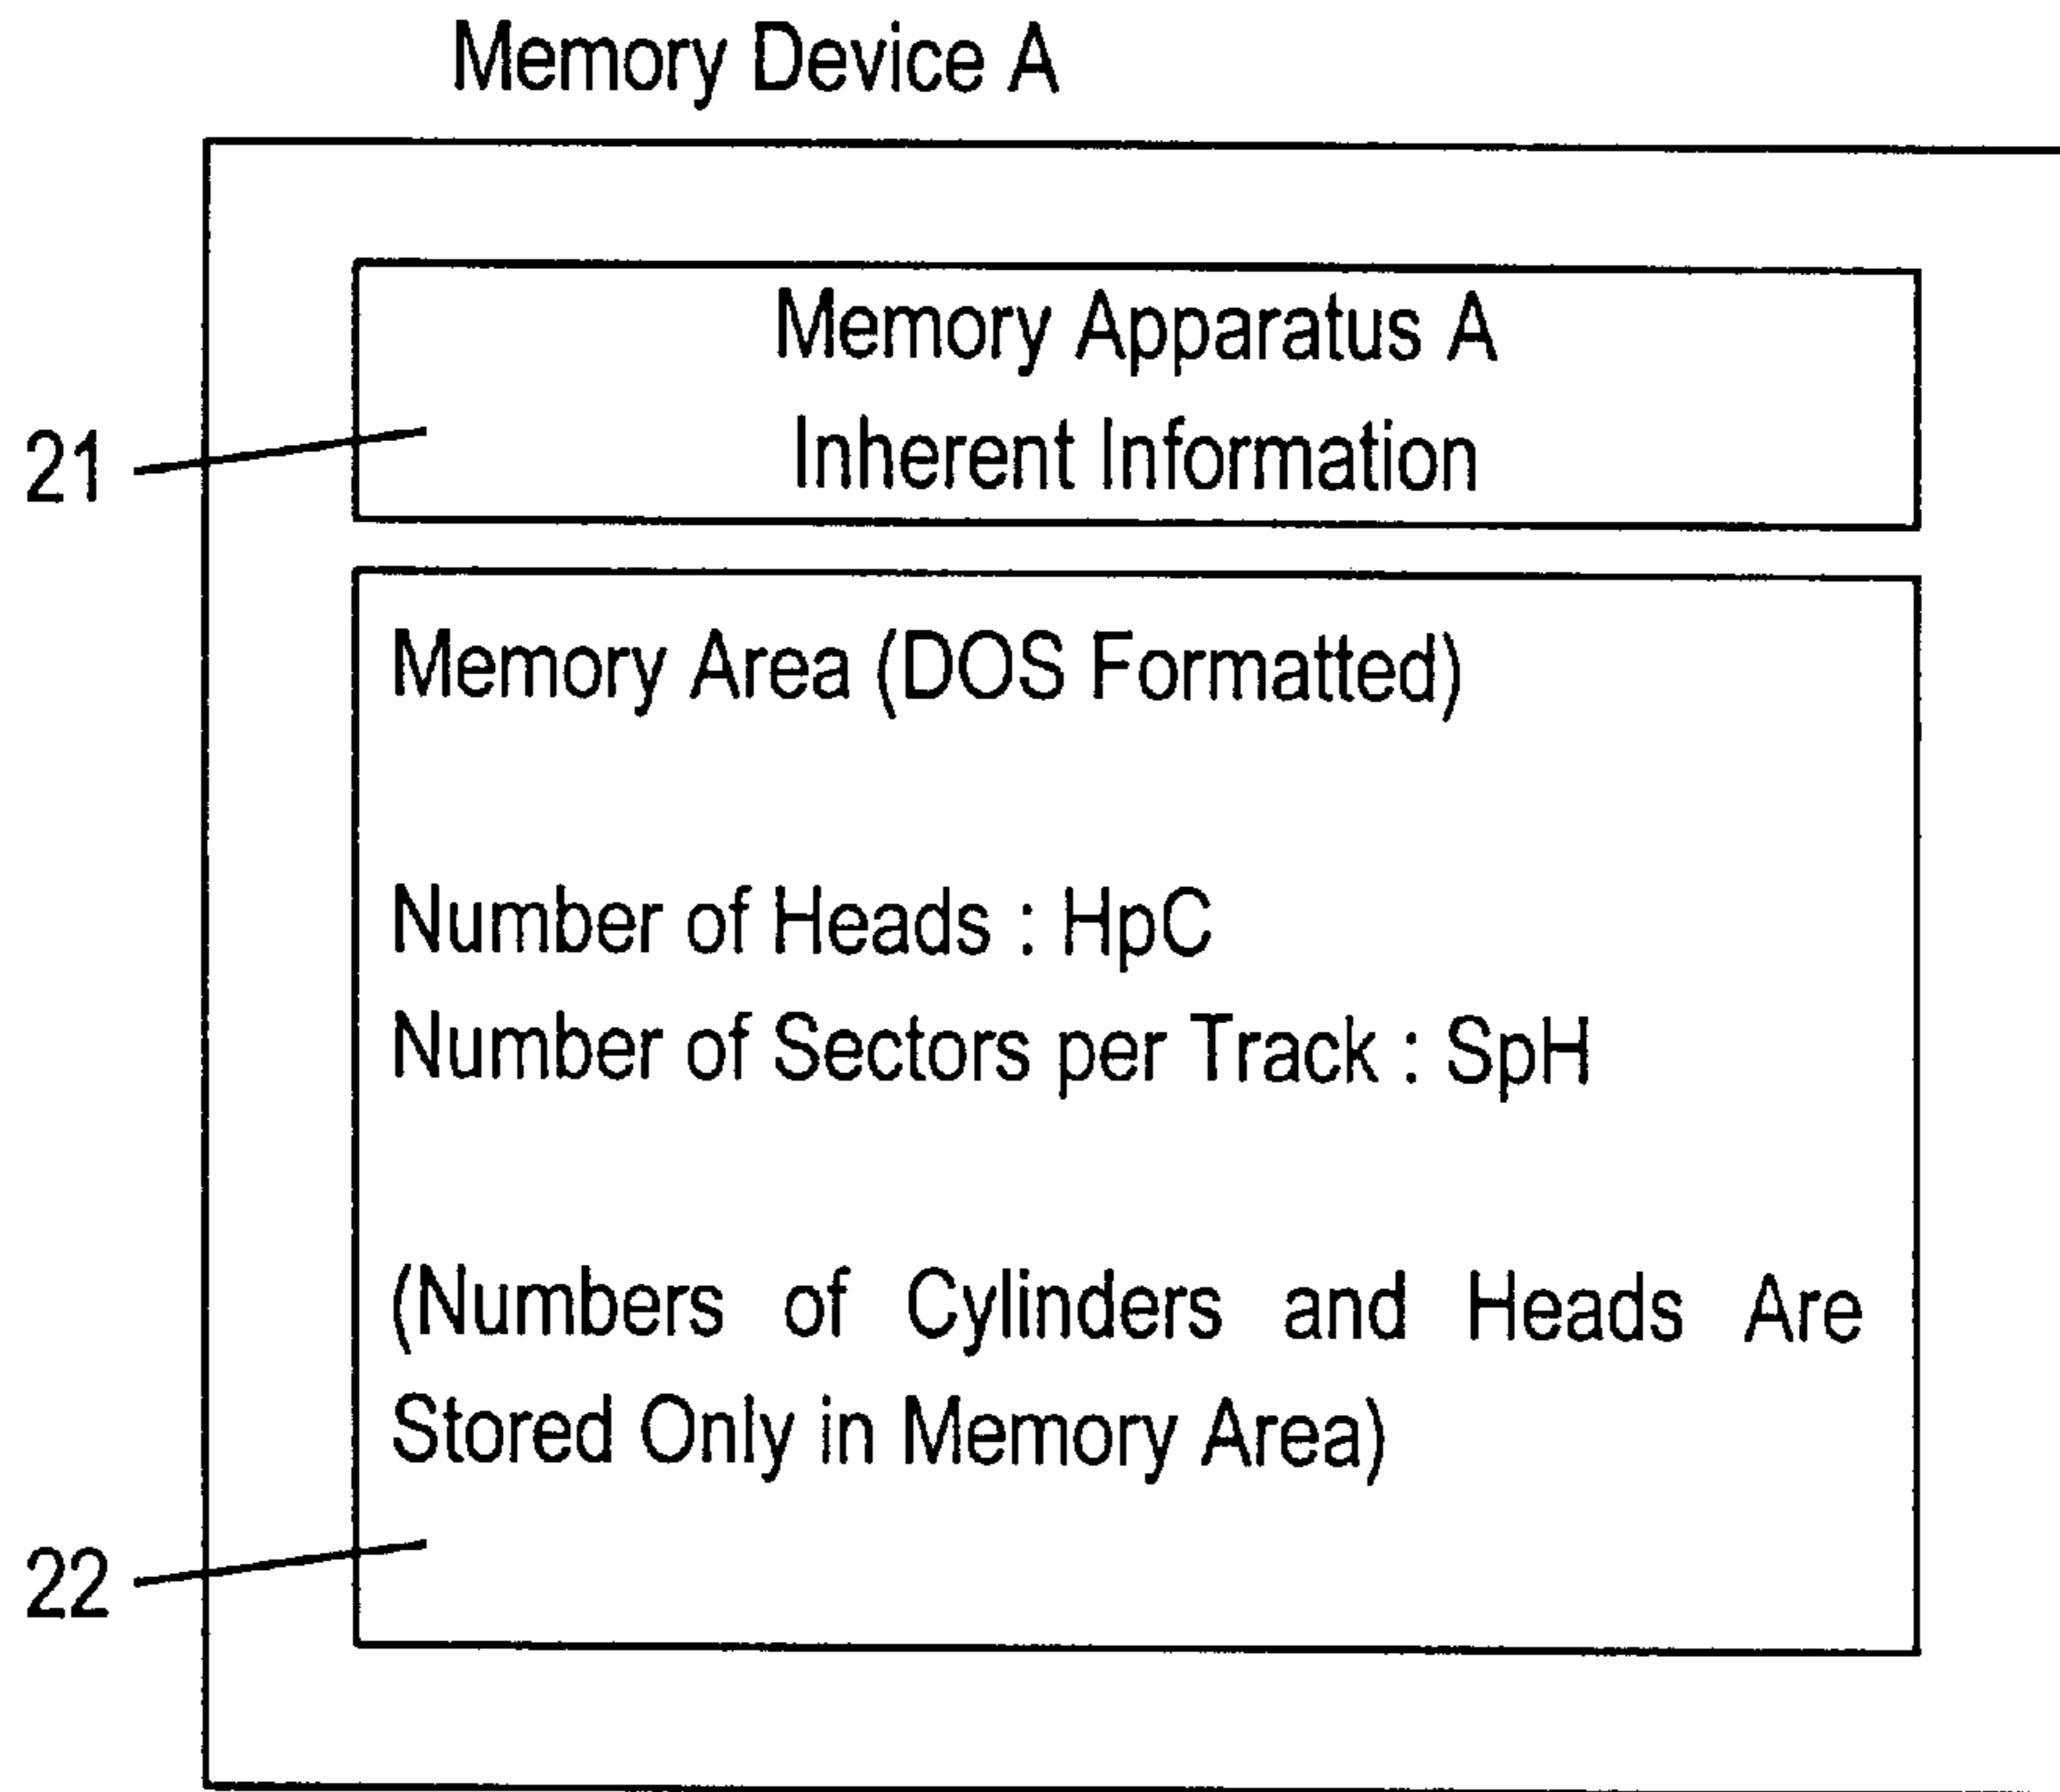 Memory Device A
Memory Apparatus A
Inherent Information
21
Memory Area (DOS Formatted)
Number of Heads : HpC
Number of Sectors per Track : SpH
(Numbers of Cylinders and Heads Are
Stored Only in Memory Area)
22